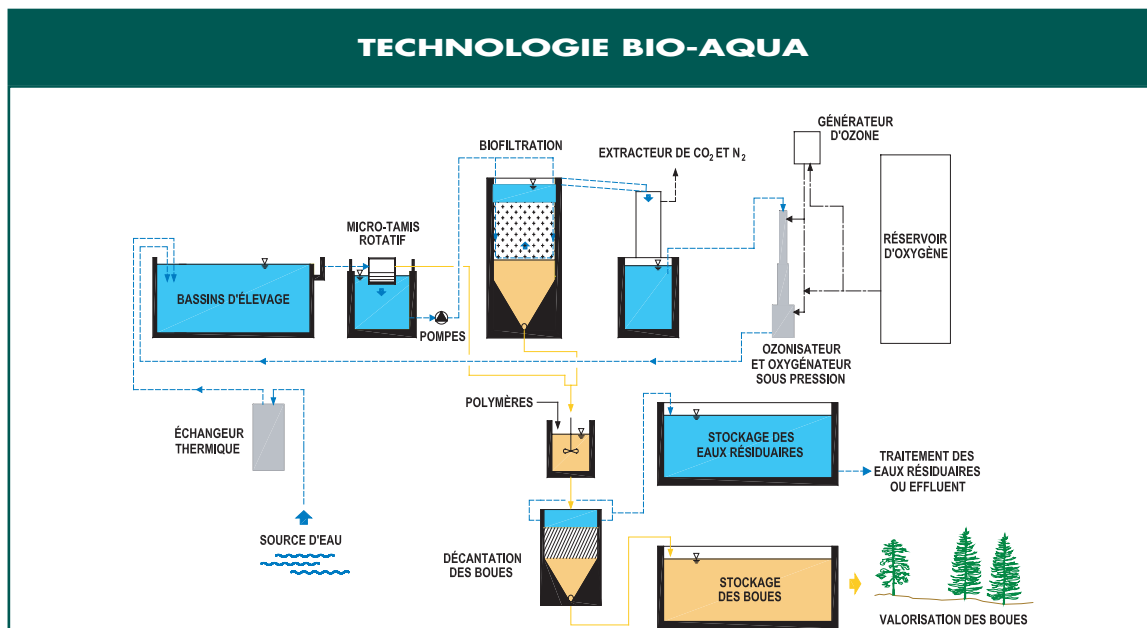 TECHNOLOGIE BIO-AQUA
GÉNÉRATEUR
D'OZONE
BIOFILTRATION
EXTRACTEUR DE CO₂ ET N₂
MICRO-TAMIS
ROTATIF
RÉSERVOIR
D'OXYGÈNE
BASSINS D'ÉLEVAGE
POMPES
OZONISATEUR
ET OXYGÉNATEUR
SOUS PRESSION
POLYMÈRES
ÉCHANGEUR
THERMIQUE
STOCKAGE DES
EAUX RÉSIDUAIRES
TRAITEMENT DES
EAUX RÉSIDUAIRES
OU EFFLUENT
SOURCE D'EAU
DÉCANTATION
DES BOUES
STOCKAGE
DES BOUES
VALORISATION DES BOUES